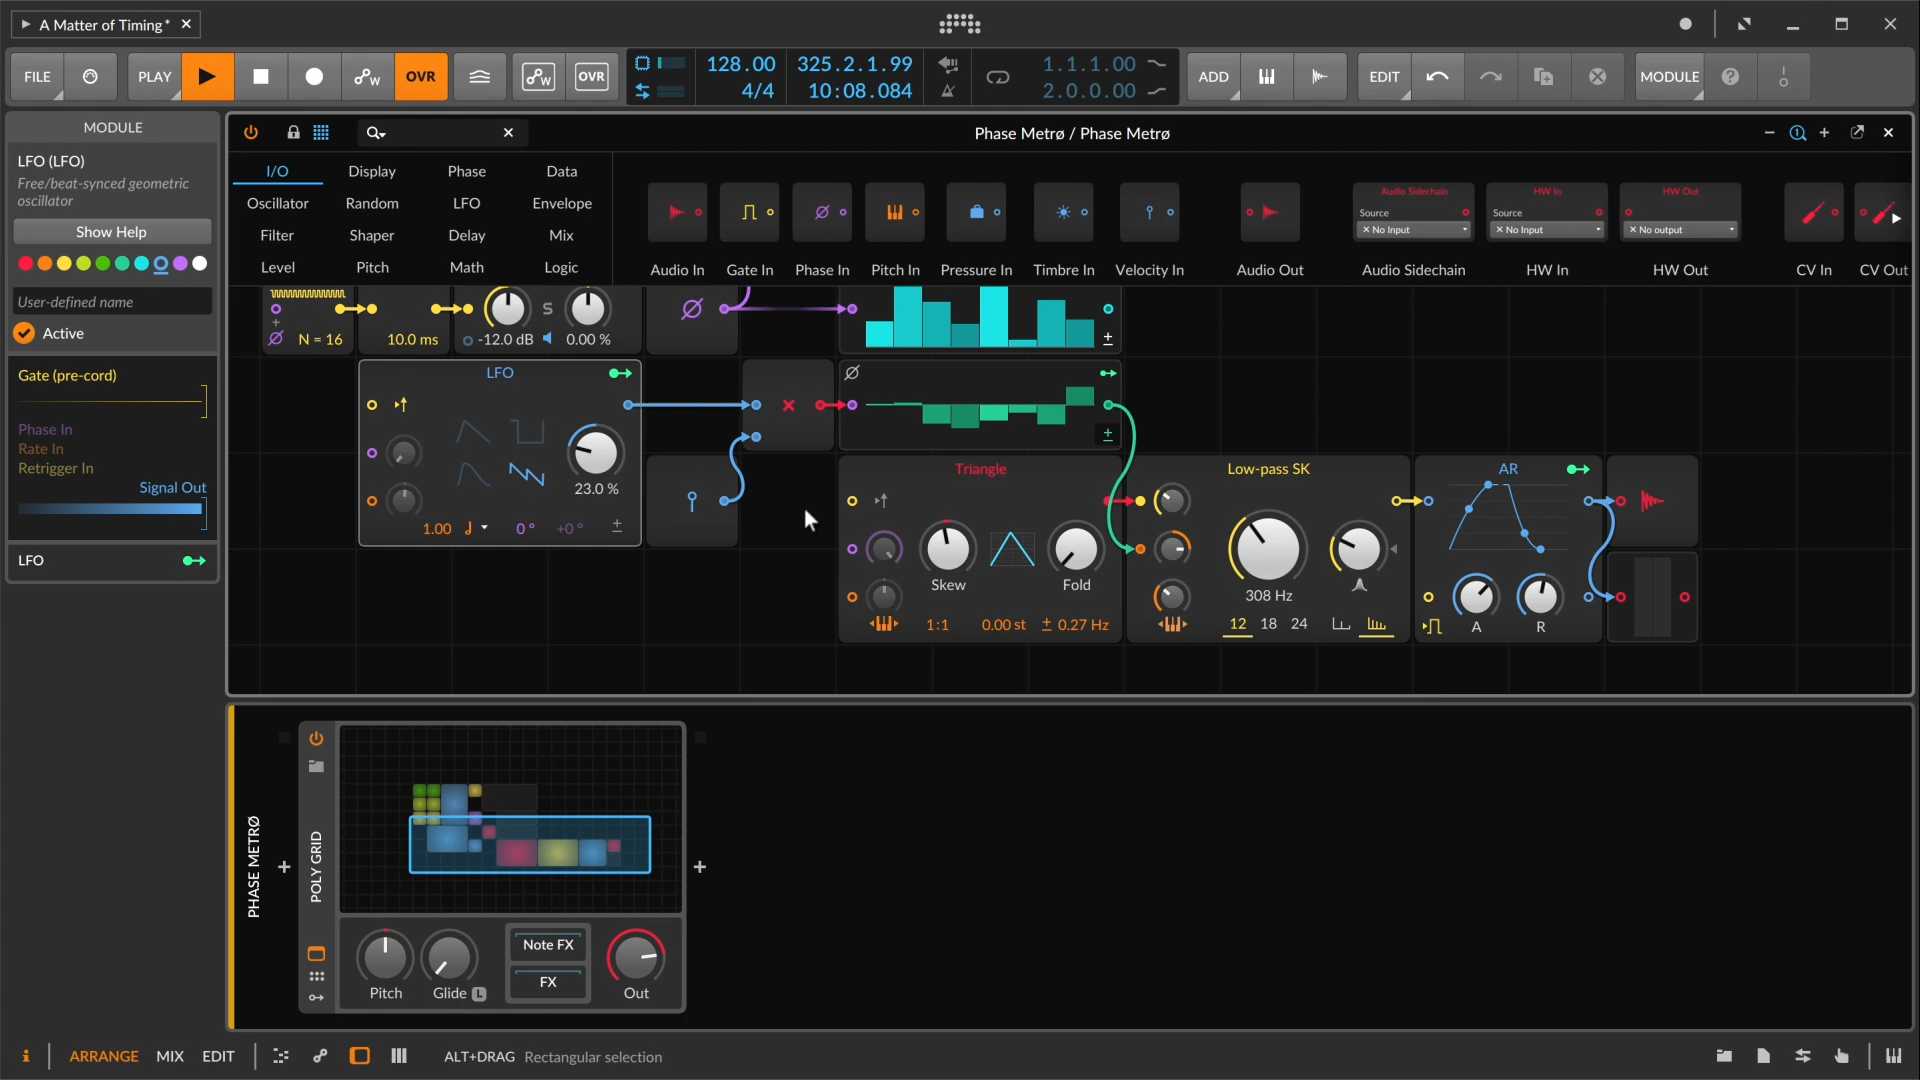 A Matter of Timing*
FILE
PLAY
OVR
OVR
128.00
4/4
325.2.1.99
10:08.084
1.1.1.00
2.0.0.00
ADD
EDIT
MODULE
MODULE
LFO (LFO)
Free/beat-synced geometric
oscillator
Show Help
User-defined name
Active
Gate (pre-cord)
Phase In
Rate In
Retrigger In
Signal Out
LFO
Phase Metrø / Phase Metrø
I/O
Display
Phase
Data
Oscillator
Random
LFO
Envelope
Filter
Shaper
Delay
Mix
Level
Pitch
Math
Logic
Audio In
Gate In
Phase In
Pitch In
Pressure In
Timbre In
Velocity In
Audio Out
Audio Sidechain
Source
No Input
Audio Sidechain
HW In
Source
No Input
HW In
HW Out
No output
HW Out
CV In
CV Out
N = 16
10.0 ms
-12.0 dB
S
0.00 %
LFO
23.0 %
1.00
0 °
+0 °
±
±
±
Triangle
Skew
Fold
1:1
0.00 st
± 0.27 Hz
Low-pass SK
308 Hz
12
18
24
AR
A
R
PHASE METRØ
POLY GRID
Pitch
Glide
L
Note FX
FX
Out
ARRANGE
MIX
EDIT
ALT+DRAG Rectangular selection